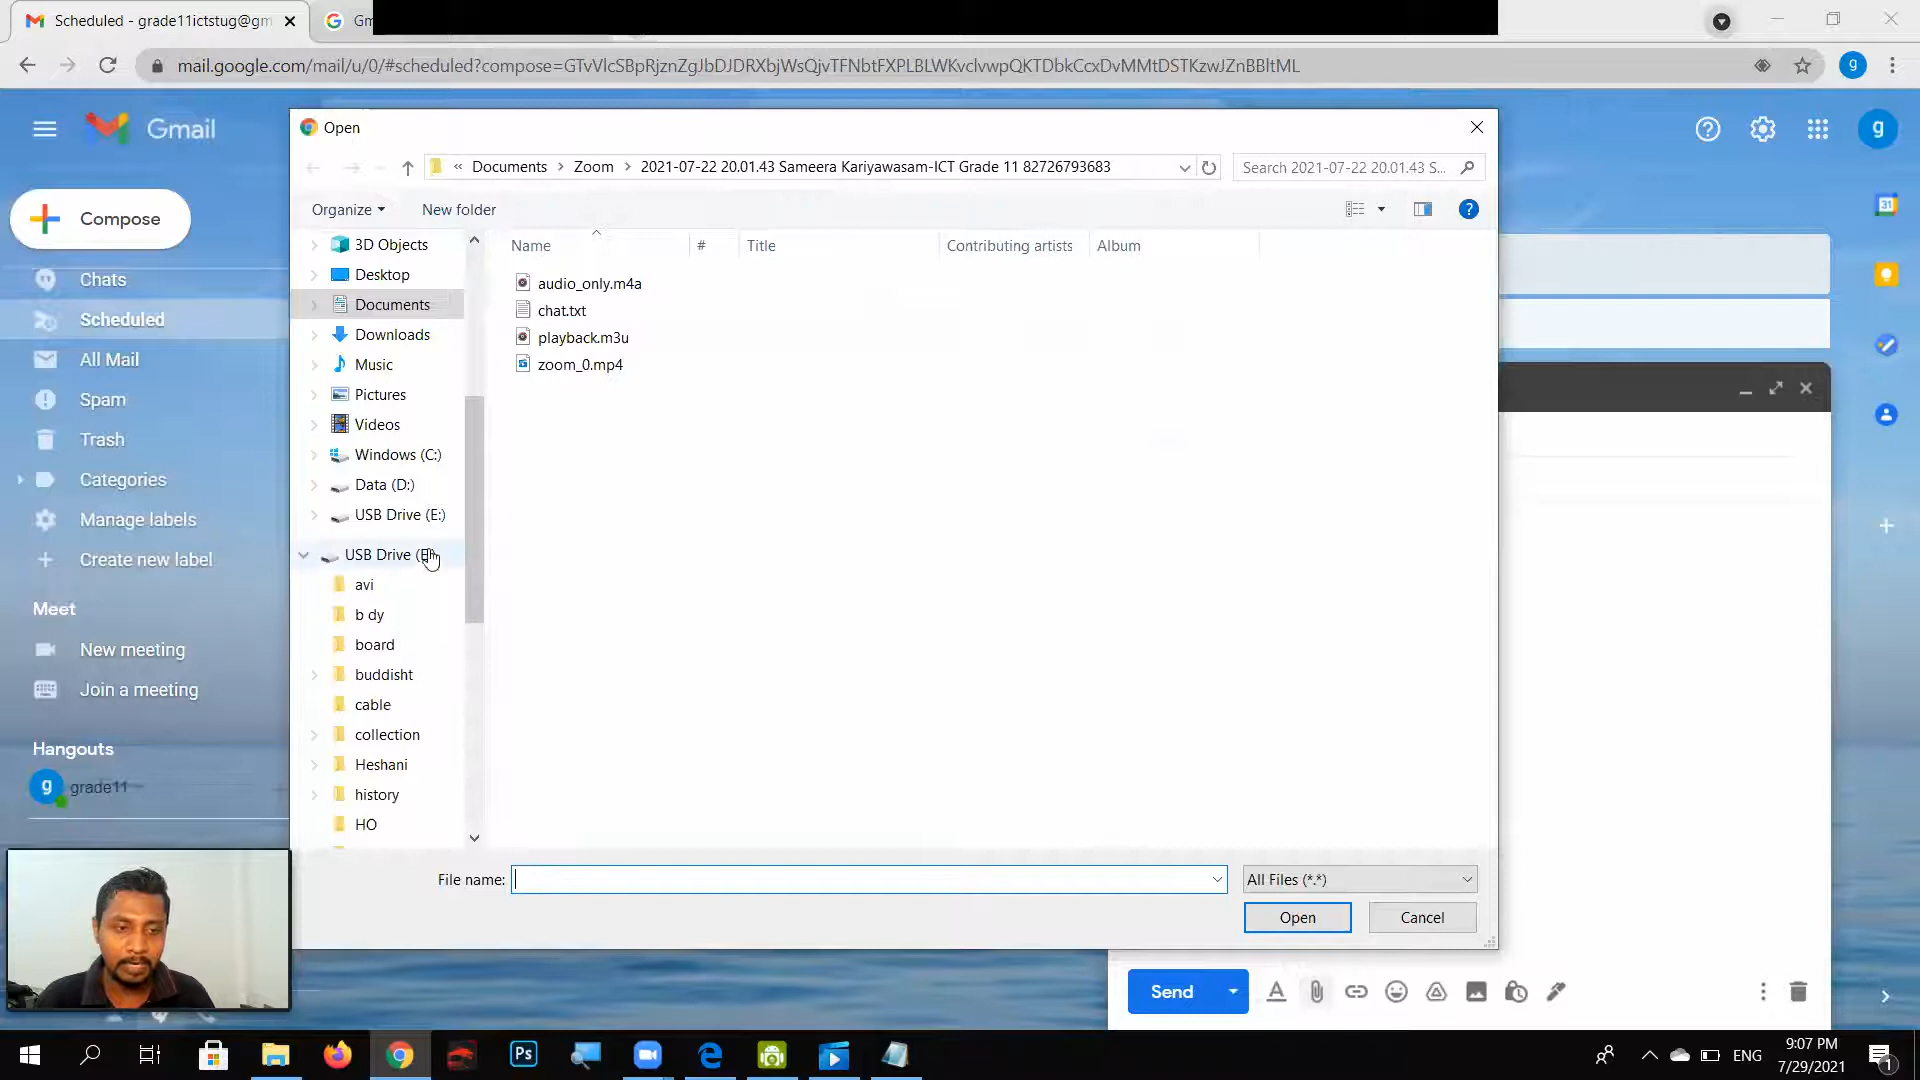 Scheduled - grade11ictstug@gm
Gm
mail.google.com/mail/u/0/#scheduled?compose=GTvVlcSBpRjznZgJbDJDRXbjWsQjvTFNbtFXPLBLWKvclvwpQKTDbkCcxDvMMtDSTKzwJZnBBltML
g
Gmail
g
Compose
Chats
Scheduled
All Mail
Spam
Trash
Categories
Manage labels
Create new label
Meet
New meeting
Join a meeting
Hangouts
g grade11
Open
« Documents › Zoom › 2021-07-22 20.01.43 Sameera Kariyawasam-ICT Grade 11 82726793683
Search 2021-07-22 20.01.43 S...
Organize
New folder
?
3D Objects
Desktop
Documents
Downloads
Music
Pictures
Videos
Windows (C:)
Data (D:)
USB Drive (E:)
USB Drive
avi
b dy
board
buddisht
cable
collection
Heshani
history
HO
Name # Title Contributing artists Album
audio_only.m4a
chat.txt
playback.m3u
zoom_0.mp4
File name:
All Files (*.*)
Open
Cancel
31
Send
Ps
ENG
9:07 PM
7/29/2021
1